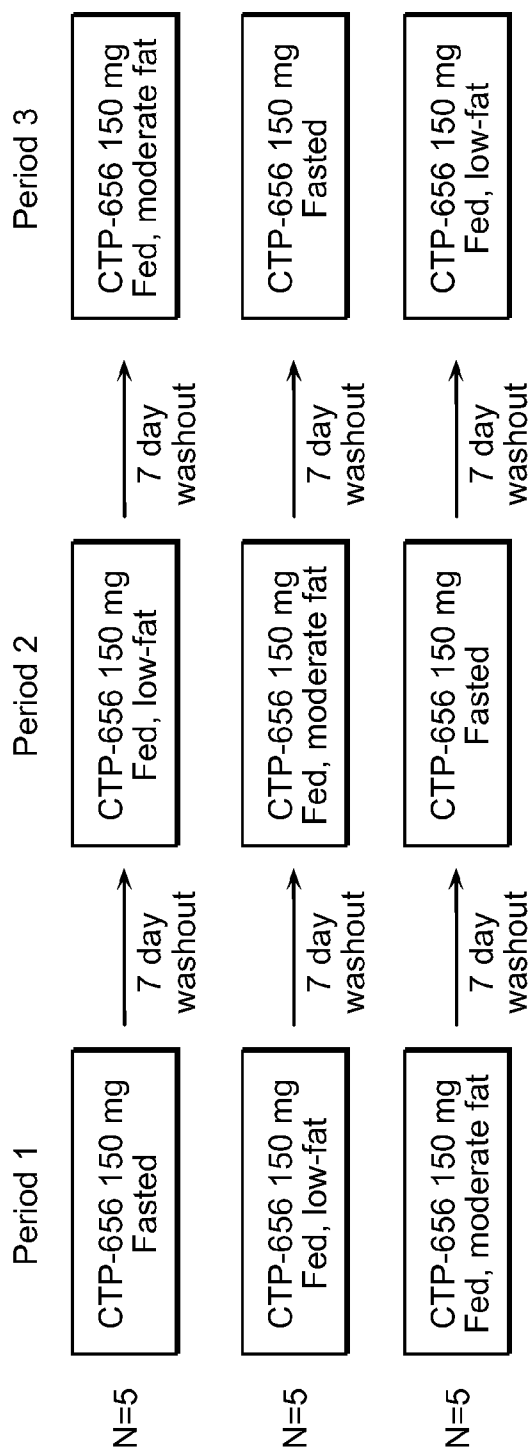 Period 1
Period 2
Period 3
N=5
CTP-656 150 mg
Fasted
7 day
washout
CTP-656 150 mg
Fed, low-fat
7 day
washout
CTP-656 150 mg
Fed, moderate fat
N=5
CTP-656 150 mg
Fed, low-fat
7 day
washout
CTP-656 150 mg
Fed, moderate fat
7 day
washout
CTP-656 150 mg
Fasted
N=5
CTP-656 150 mg
Fed, moderate fat
7 day
washout
CTP-656 150 mg
Fasted
7 day
washout
CTP-656 150 mg
Fed, low-fat